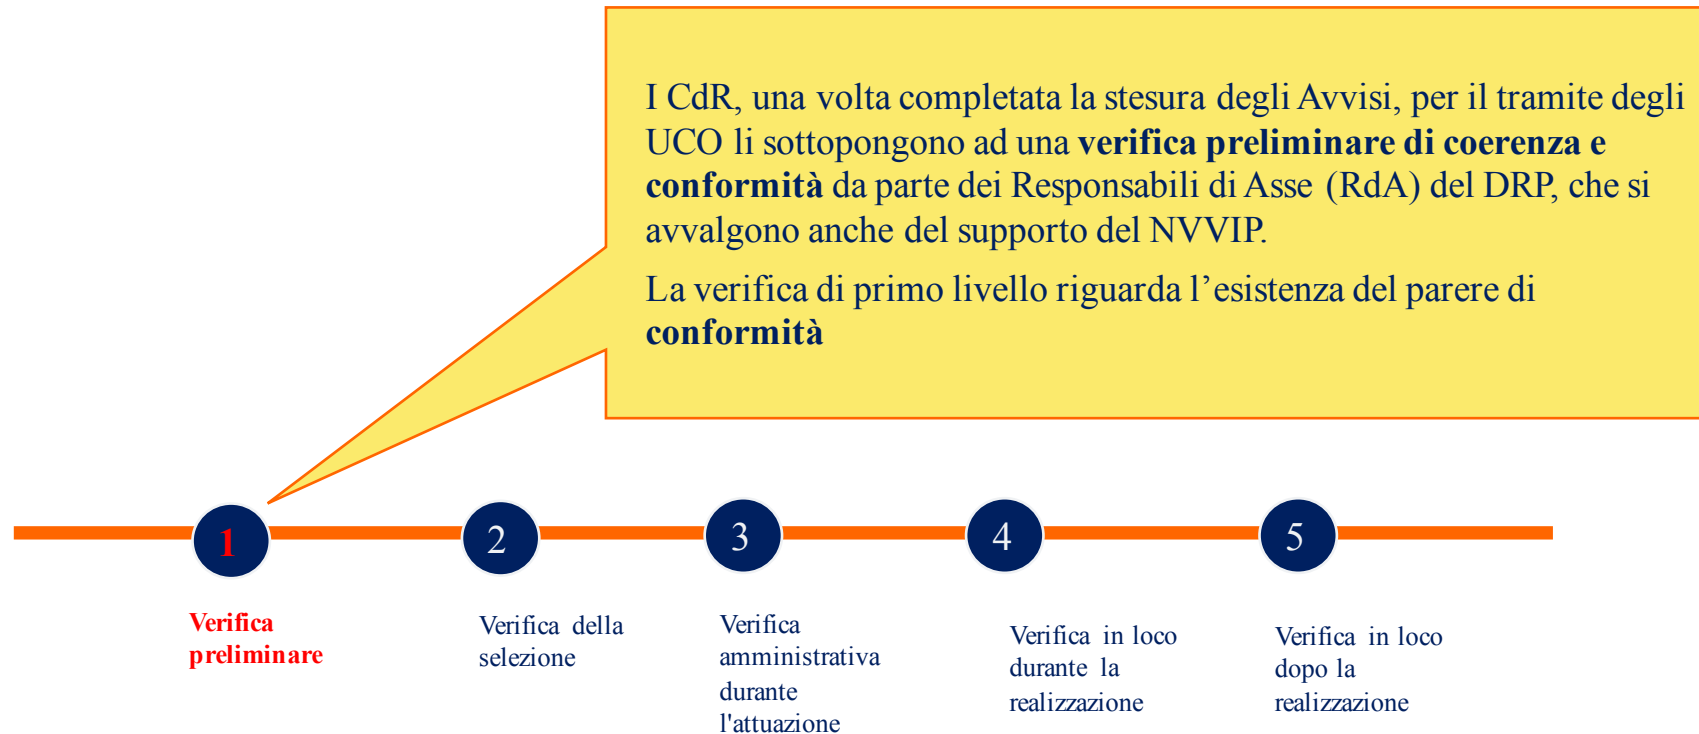 I CdR, una volta completata la stesura degli Avvisi, per il tramite degli
UCO li sottopongono ad una verifica preliminare di coerenza e
conformità da parte dei Responsabili di Asse (RdA) del DRP, che si
avvalgono anche del supporto del NVVIP.
La verifica di primo livello riguarda l’esistenza del parere di
conformità
1
2
3
4
5
Verifica
preliminare
Verifica della
selezione
Verifica
amministrativa
durante
l'attuazione
Verifica in loco
durante la
realizzazione
Verifica in loco
dopo la
realizzazione